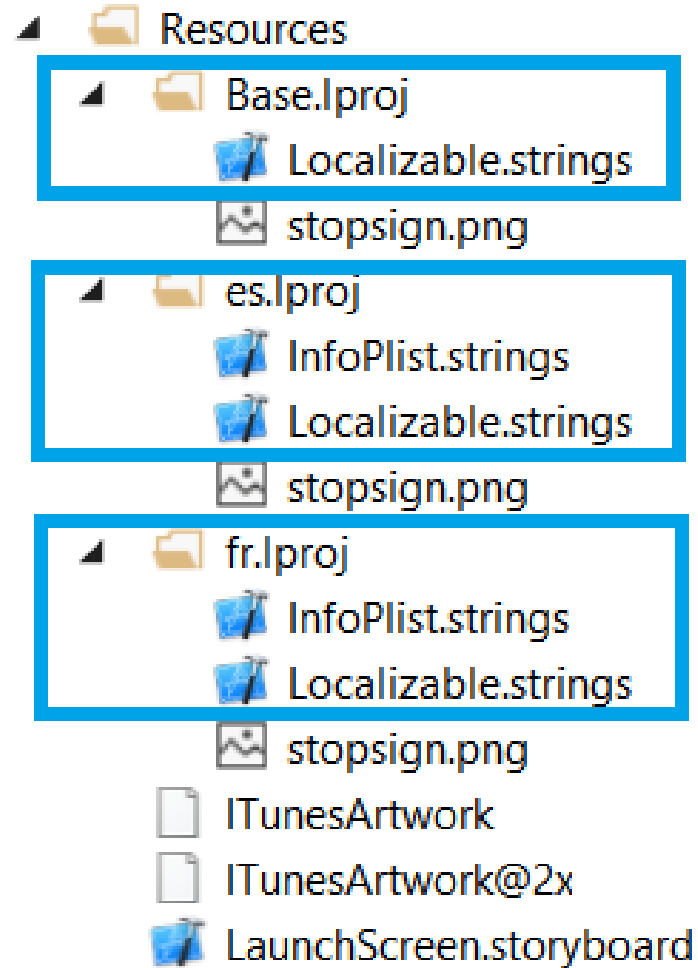 Resources
Base.lproj
Localizable.strings
stopsign.png
es.lproj
InfoPlist.strings
Localizable.strings
stopsign.png
fr.lproj
InfoPlist.strings
Localizable.strings
stopsign.png
ITunesArtwork
ITunesArtwork@2x
LaunchScreen.storyboard